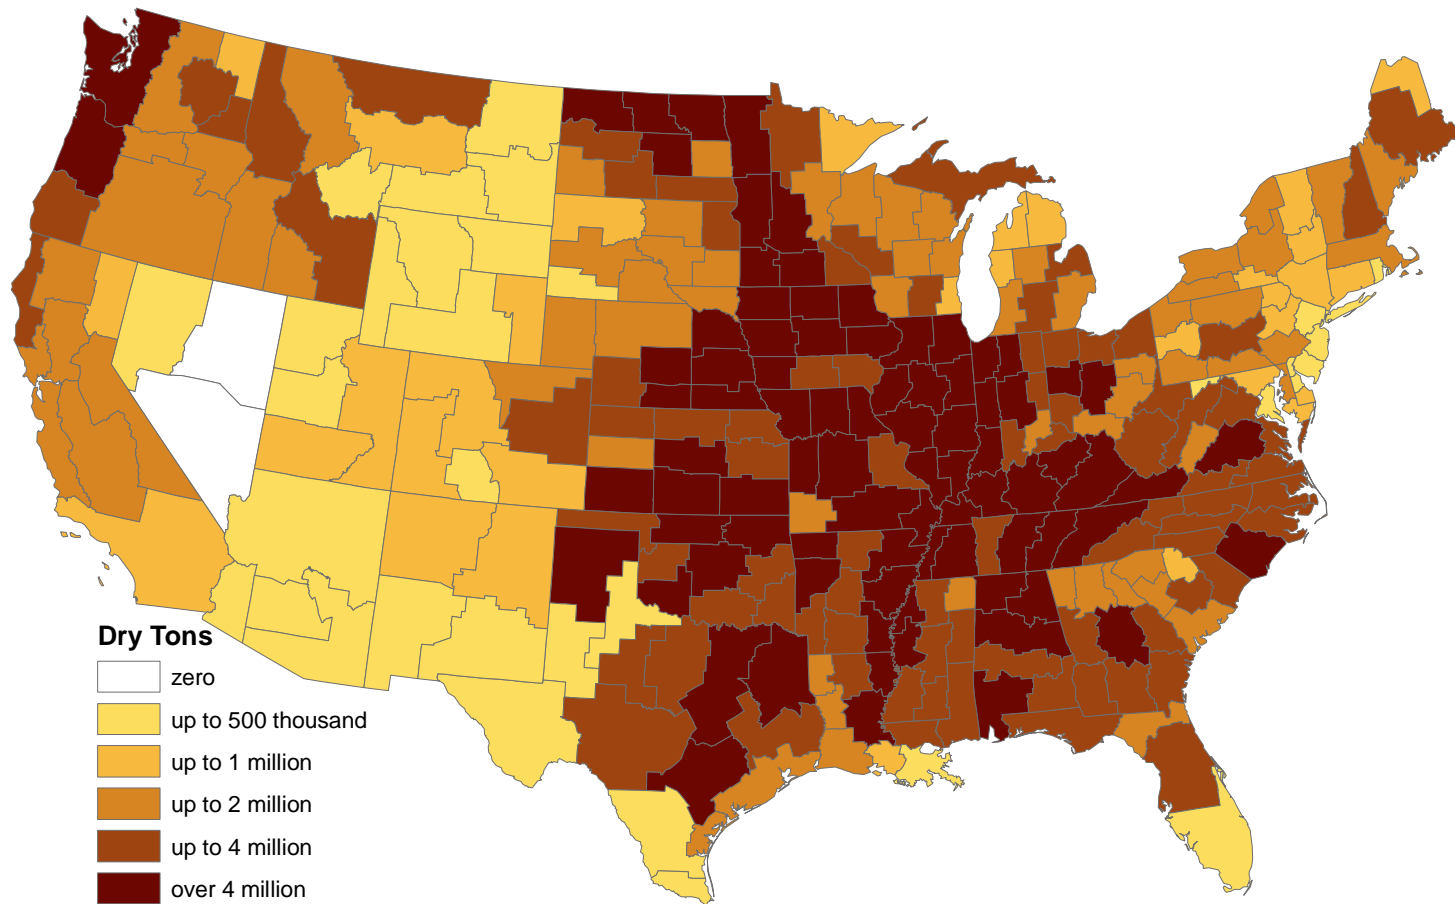 Dry Tons
zero
up to 500 thousand
up to 1 million
up to 2 million
up to 4 million
over 4 million